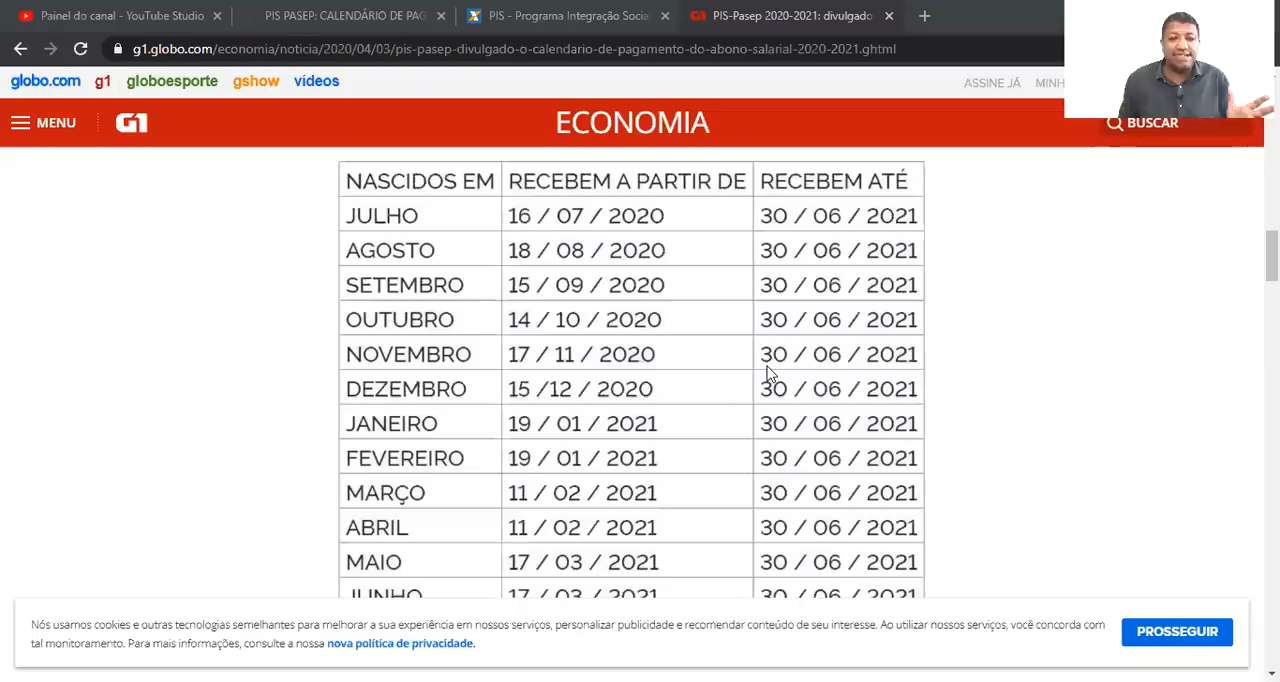 Painel do canal - YouTube Studio
PIS PASEP: CALENDÁRIO DE PAG
PIS - Programa Integração Social
PIS-Pasep 2020-2021: divulgado
g1.globo.com/economia/noticia/2020/04/03/pis-pasep-divulgado-o-calendario-de-pagamento-do-abono-salarial-2020-2021.ghtml
globo.com g1 globoesporte gshow vídeos ASSINE JÁ MINH
MENU G1 ECONOMIA BUSCAR
NASCIDOS EM RECEBEM A PARTIR DE RECEBEM ATÉ
JULHO 16 / 07 / 2020 30 / 06 / 2021
AGOSTO 18 / 08 / 2020 30 / 06 / 2021
SETEMBRO 15 / 09 / 2020 30 / 06 / 2021
OUTUBRO 14 / 10 / 2020 30 / 06 / 2021
NOVEMBRO 17 / 11 / 2020 30 / 06 / 2021
DEZEMBRO 15 /12 / 2020 30 / 06 / 2021
JANEIRO 19 / 01 / 2021 30 / 06 / 2021
FEVEREIRO 19 / 01 / 2021 30 / 06 / 2021
MARÇO 11 / 02 / 2021 30 / 06 / 2021
ABRIL 11 / 02 / 2021 30 / 06 / 2021
MAIO 17 / 03 / 2021 30 / 06 / 2021
JUNHO 17 / 03 / 2021 30 / 06 / 2021
Nós usamos cookies e outras tecnologias semelhantes para melhorar a sua experiência em nossos serviços, personalizar publicidade e recomendar conteúdo de seu interesse. Ao utilizar nossos serviços, você concorda com
tal monitoramento. Para mais informações, consulte a nossa nova política de privacidade.
PROSSEGUIR